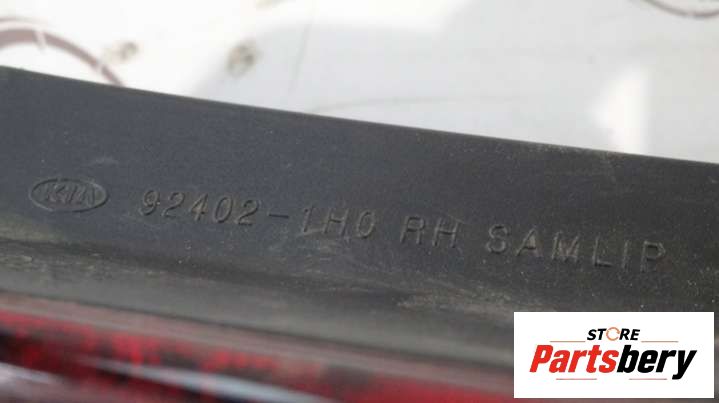 KIA 92402-1H0 RH SAMLIP
STORE
Partsbery